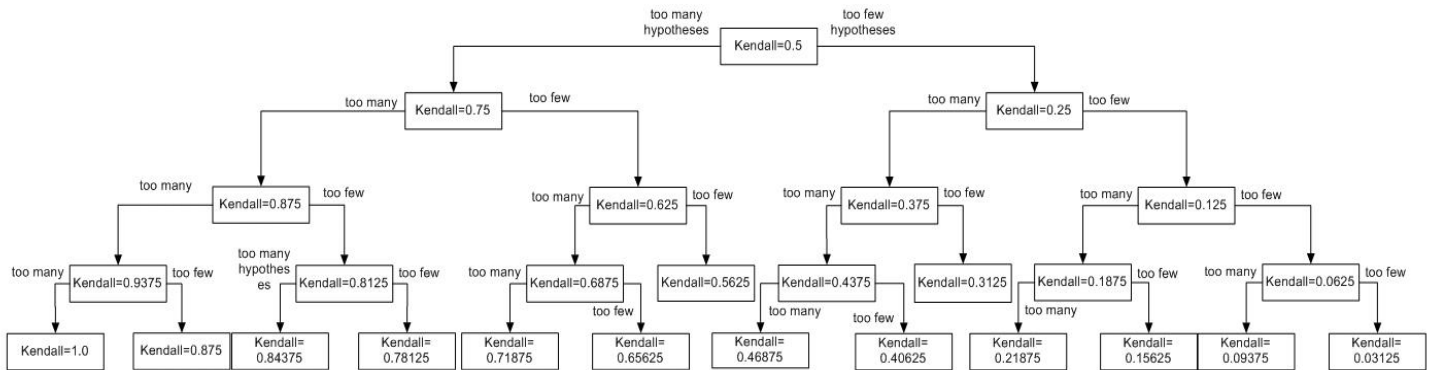 too many
hypotheses
too few
hypotheses
Kendall=0.5
too many
Kendall=0.75
too few
too many
Kendall=0.25
too few
too many
Kendall=0.875
too few
too many
Kendall=0.625
too few
too many
Kendall=0.375
too few
too many
Kendall=0.125
too few
too many
Kendall=0.9375
too few
too many
hypothes
es
Kendall=0.8125
too few
too many
Kendall=0.6875
too few
Kendall=0.5625
Kendall=0.4375
too many
too few
Kendall=0.3125
Kendall=0.1875
too many
too few
too many
Kendall=0.0625
too few
Kendall=1.0
Kendall=0.875
Kendall=
0.84375
Kendall=
0.78125
Kendall=
0.71875
Kendall=
0.65625
Kendall=
0.46875
Kendall=
0.40625
Kendall=
0.21875
Kendall=
0.15625
Kendall=
0.09375
Kendall=
0.03125